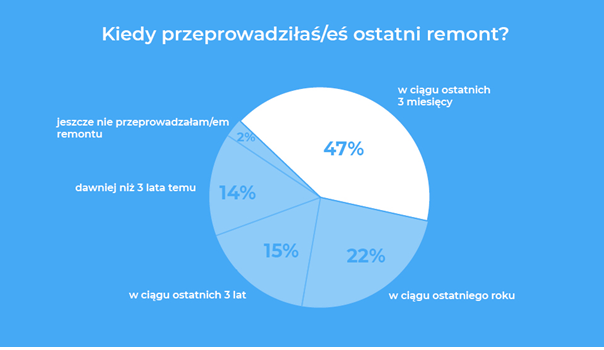 Kiedy przeprowadziłaś/eś ostatni remont?
w ciągu ostatnich
3 miesięcy
47%
jeszcze nie przeprowadzałam/em
remontu
2%
dawniej niż 3 lata temu
14%
15%
22%
w ciągu ostatnich 3 lat
w ciągu ostatniego roku